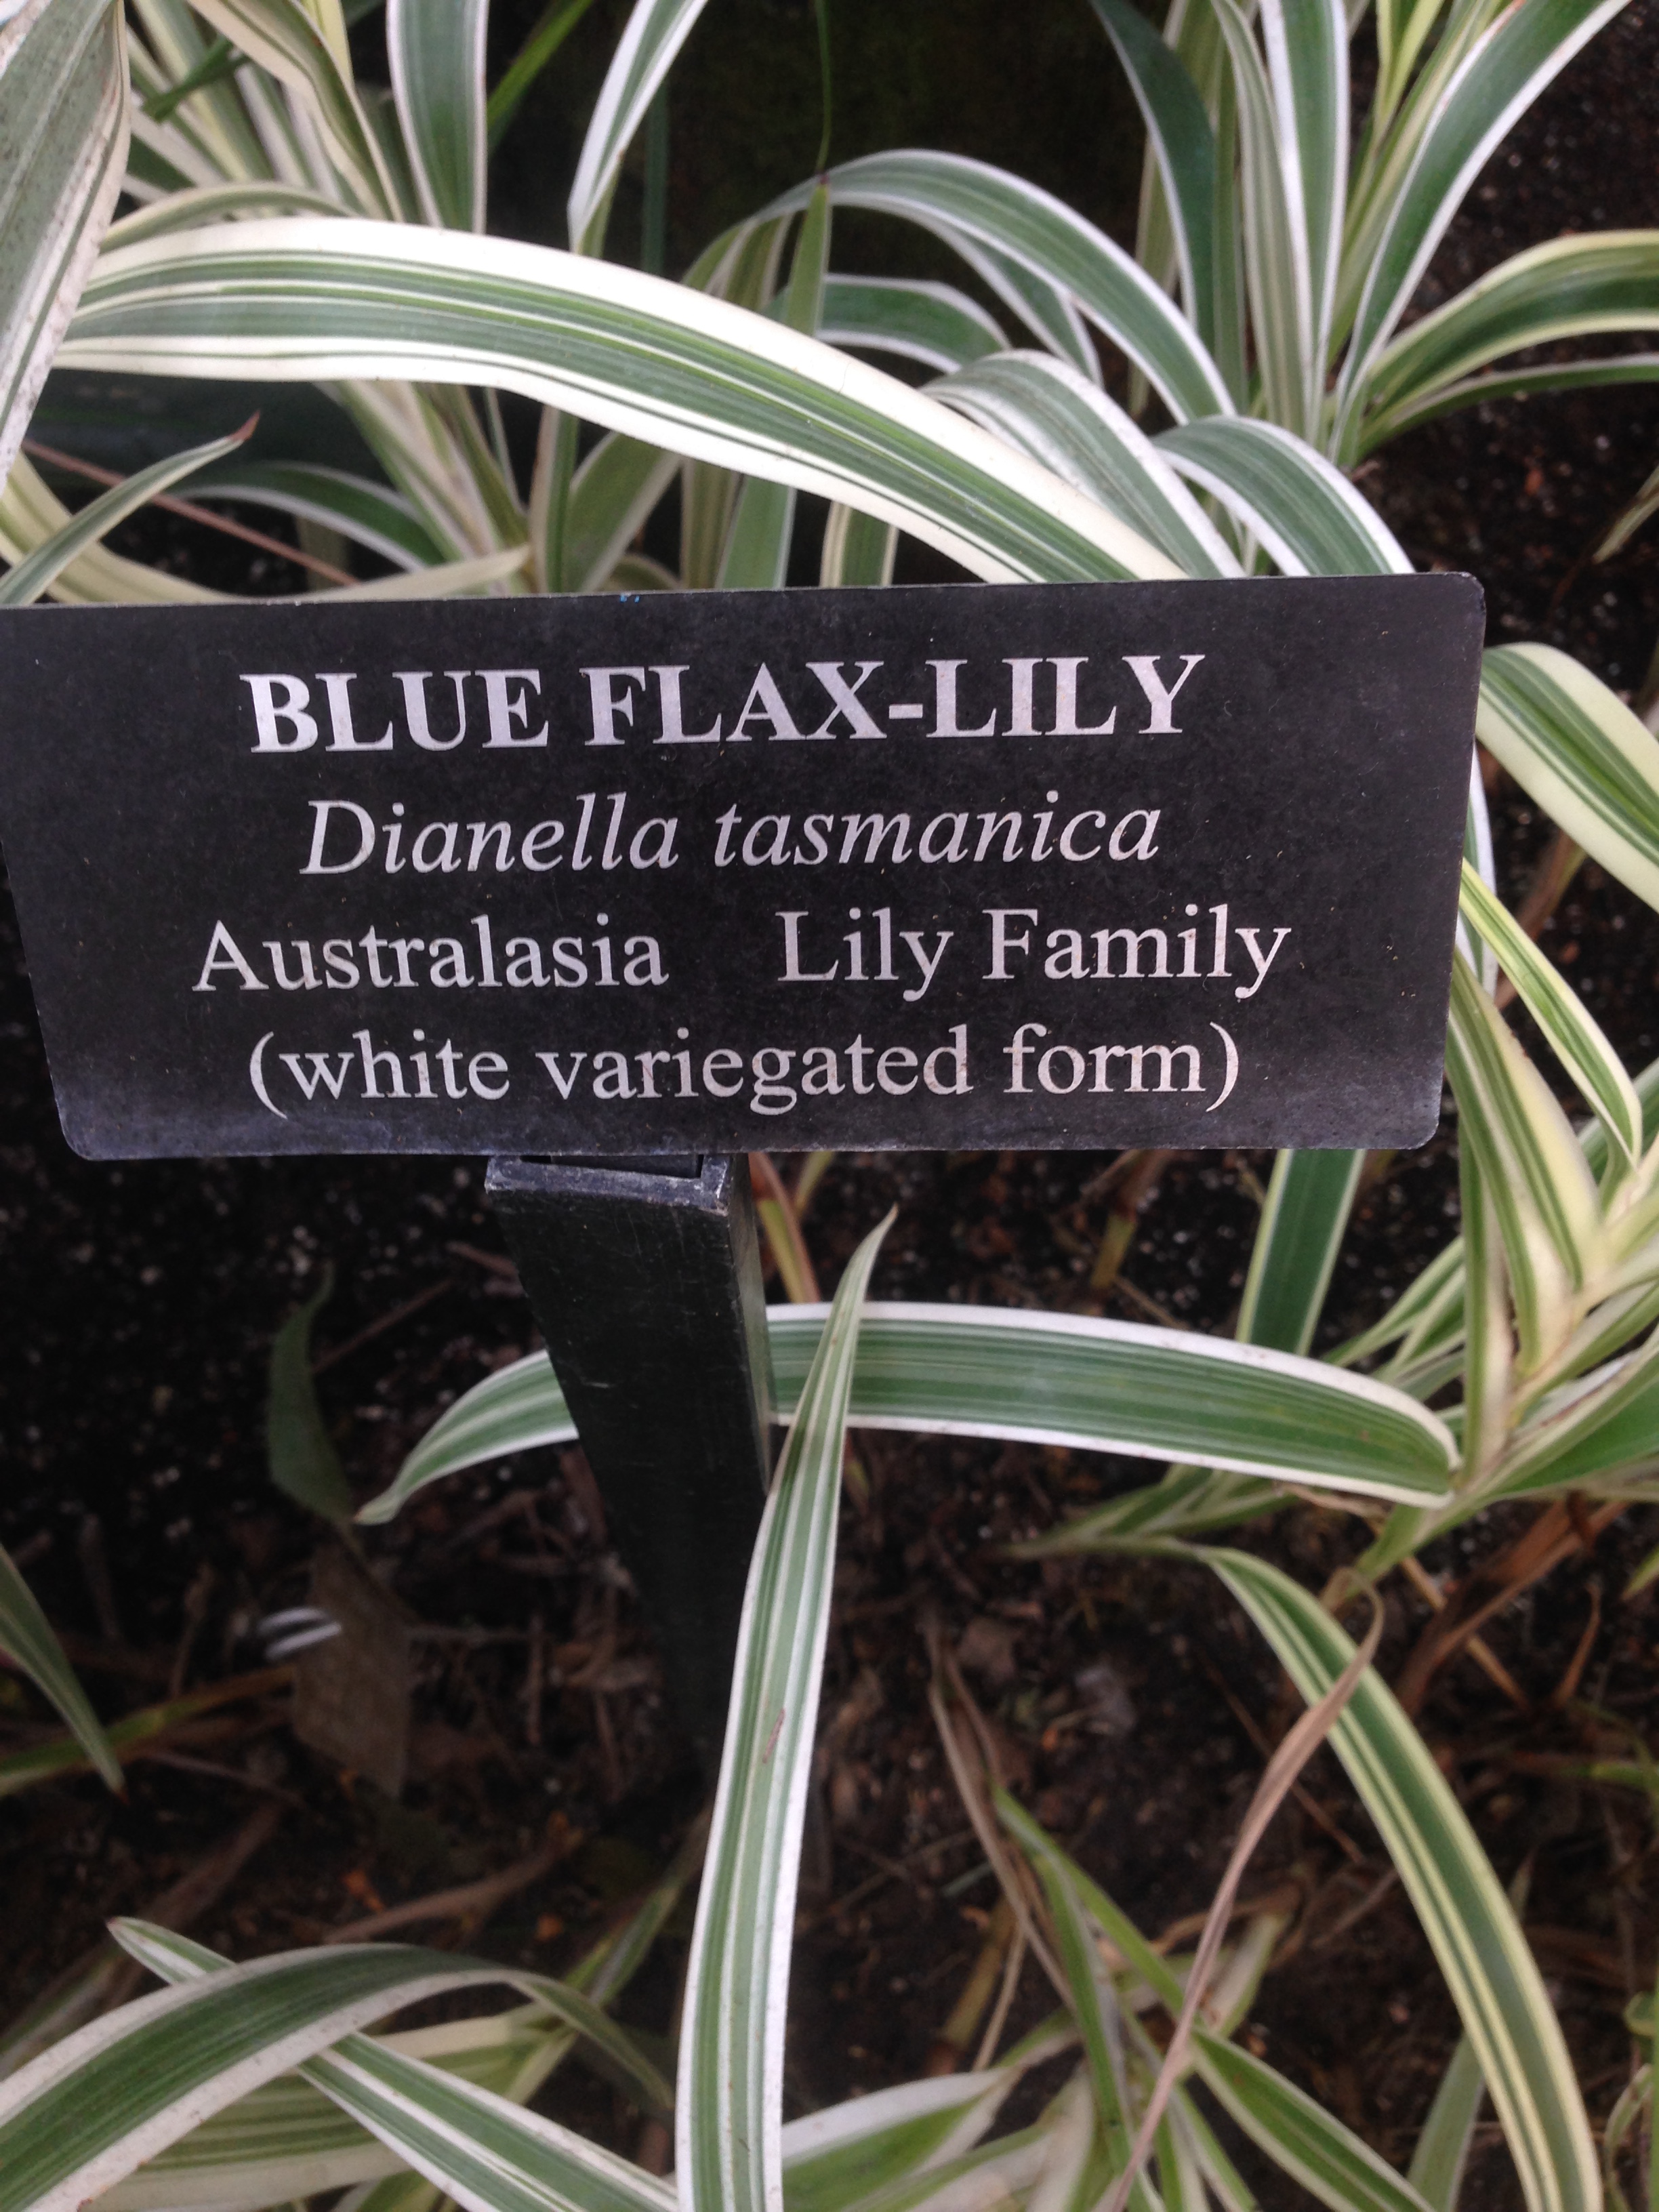 BLUE FLAX-LILY
Dianella tasmanica
Australasia Lily Family
(white variegated form)